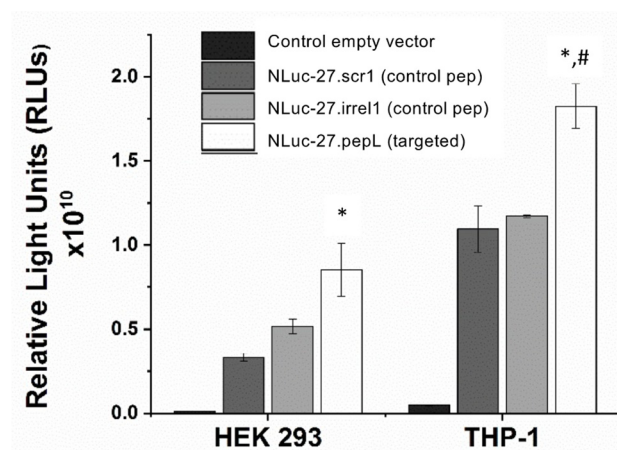 Control empty vector
NLuc-27.scr1 (control pep)
NLuc-27.irrel1 (control pep)
NLuc-27.pepL (targeted)
*,#
*
Relative Light Units (RLUs)
x10¹⁰
2.0
1.5
1.0
0.5
0.0
HEK 293
THP-1